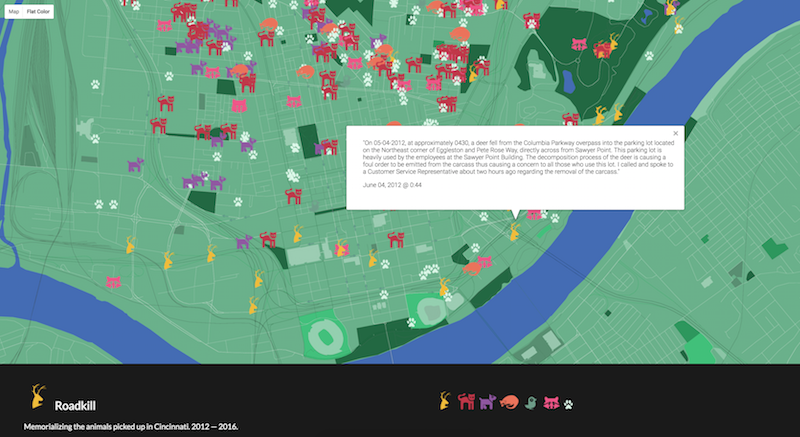 Map Flat Color
"On 05-04-2012, at approximately 0430, a deer fell from the Columbia Parkway overpass into the parking lot located
on the Northeast corner of Eggleston and Pete Rose Way, directly across from Sawyer Point. This parking lot is
heavily used by the employees at the Sawyer Point Building. The decomposition process of the deer is causing a
foul order to be emitted from the carcass thus causing a concern to all those who use this lot. I called and spoke to
a Customer Service Representative about two hours ago regarding the removal of the carcass."
June 04, 2012 @ 0:44
Roadkill
Memorializing the animals picked up in Cincinnati. 2012 — 2016.